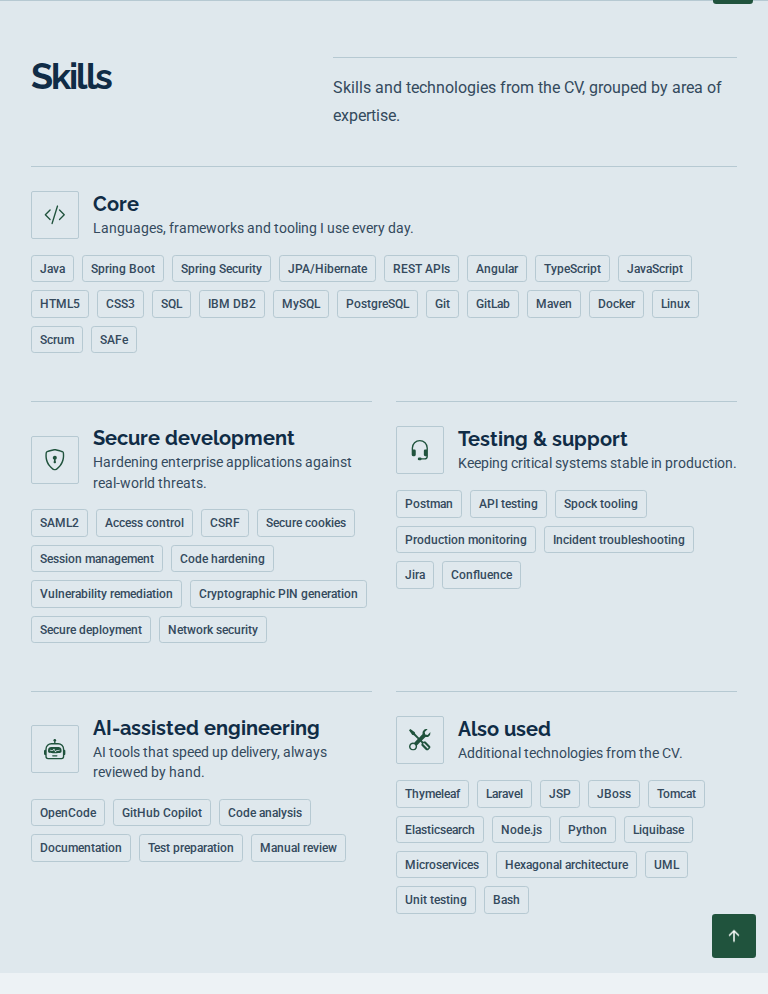 Skills
Skills and technologies from the CV, grouped by area of
expertise.
Core
Languages, frameworks and tooling I use every day.
Java Spring Boot Spring Security JPA/Hibernate REST APIs Angular TypeScript JavaScript
HTML5 CSS3 SQL IBM DB2 MySQL PostgreSQL Git GitLab Maven Docker Linux
Scrum SAFe
Secure development
Hardening enterprise applications against
real-world threats.
SAML2 Access control CSRF Secure cookies
Session management Code hardening
Vulnerability remediation Cryptographic PIN generation
Secure deployment Network security
Testing & support
Keeping critical systems stable in production.
Postman API testing Spock tooling
Production monitoring Incident troubleshooting
Jira Confluence
AI-assisted engineering
AI tools that speed up delivery, always
reviewed by hand.
OpenCode GitHub Copilot Code analysis
Documentation Test preparation Manual review
Also used
Additional technologies from the CV.
Thymeleaf Laravel JSP JBoss Tomcat
Elasticsearch Node.js Python Liquibase
Microservices Hexagonal architecture UML
Unit testing Bash